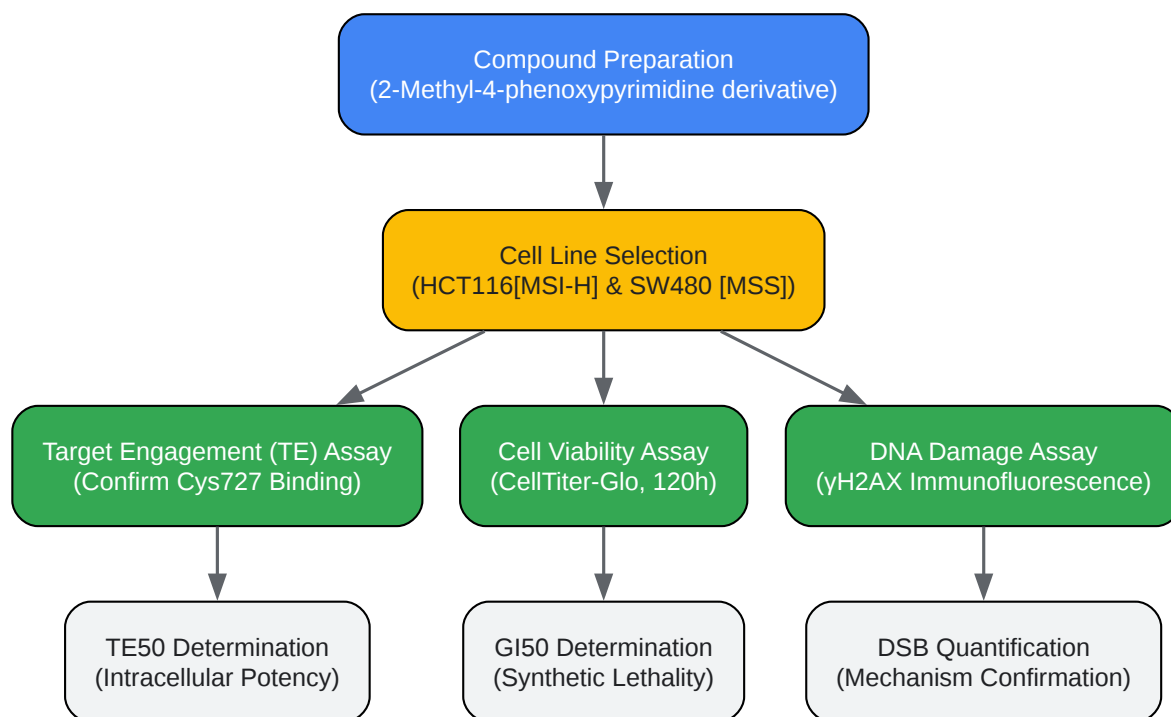 Compound Preparation
(2-Methyl-4-phenoxypyrimidine derivative)
Cell Line Selection
(HCT116[MSI-H] & SW480 [MSS])
Target Engagement (TE) Assay
(Confirm Cys727 Binding)
Cell Viability Assay
(CellTiter-Glo, 120h)
DNA Damage Assay
(γH2AX Immunofluorescence)
TE50 Determination
(Intracellular Potency)
GI50 Determination
(Synthetic Lethality)
DSB Quantification
(Mechanism Confirmation)